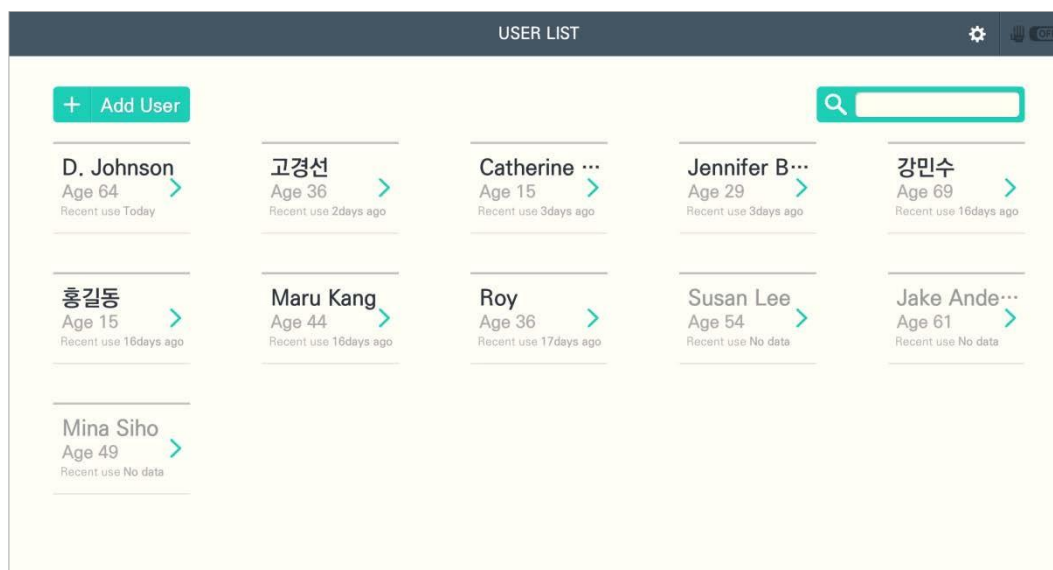 USER LIST
OFF
+ Add User
D. Johnson
Age 64
Recent use Today
고경선
Age 36
Recent use 2days ago
Catherine ···
Age 15
Recent use 3days ago
Jennifer B···
Age 29
Recent use 3days ago
강민수
Age 69
Recent use 16days ago
홍길동
Age 15
Recent use 16days ago
Maru Kang
Age 44
Recent use 16days ago
Roy
Age 36
Recent use 17days ago
Susan Lee
Age 54
Recent use No data
Jake Ande···
Age 61
Recent use No data
Mina Siho
Age 49
Recent use No data